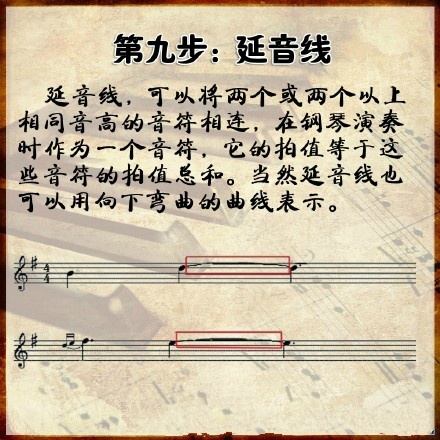 第九步：延音线
延音线，可以将两个或两个以上
相同音高的音符相连，在钢琴演奏
时作为一个音符，它的拍值等于这
些音符的拍值总和。当然延音线也
可以用向下弯曲的曲线表示。